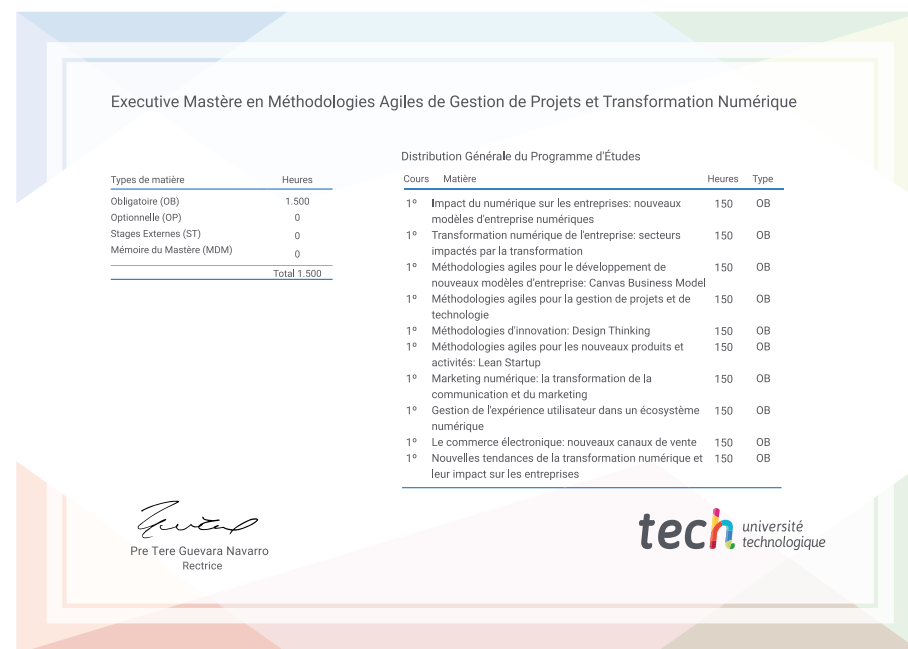 Executive Mastère en Méthodologies Agiles de Gestion de Projets et Transformation Numérique
Types de matière Heures
Obligatoire (OB) 1.500
Optionnelle (OP) 0
Stages Externes (ST) 0
Mémoire du Mastère (MDM) 0
Total 1.500
Distribution Générale du Programme d'Études
Cours Matière Heures Type
1º Impact du numérique sur les entreprises: nouveaux 150 OB
modèles d'entreprise numériques
1º Transformation numérique de l'entreprise: secteurs 150 OB
impactés par la transformation
1º Méthodologies agiles pour le développement de 150 OB
nouveaux modèles d'entreprise: Canvas Business Model
1º Méthodologies agiles pour la gestion de projets et de 150 OB
technologie
1º Méthodologies d'innovation: Design Thinking 150 OB
1º Méthodologies agiles pour les nouveaux produits et 150 OB
activités: Lean Startup
1º Marketing numérique: la transformation de la 150 OB
communication et du marketing
1º Gestion de l'expérience utilisateur dans un écosystème 150 OB
numérique
1º Le commerce électronique: nouveaux canaux de vente 150 OB
1º Nouvelles tendances de la transformation numérique et 150 OB
leur impact sur les entreprises
Pre Tere Guevara Navarro
Rectrice
tech université
technologique